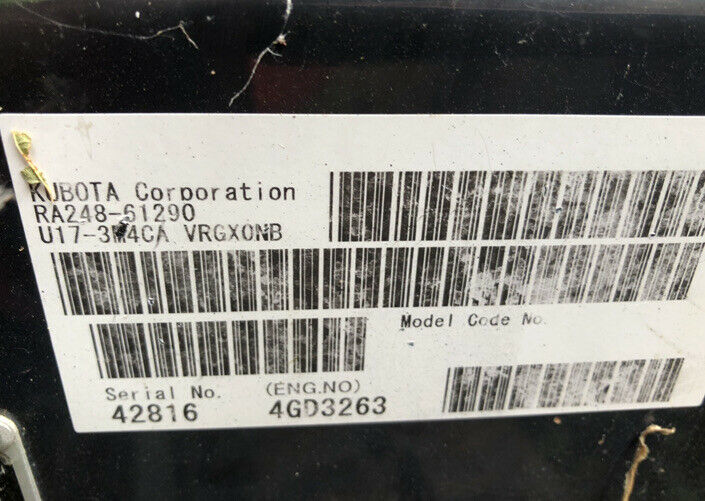 KUBOTA Corporation
RA248-61290
U17-3M4CA VRGX0NB
Model Code No.
Serial No. (ENG.NO)
42816 4GD3263